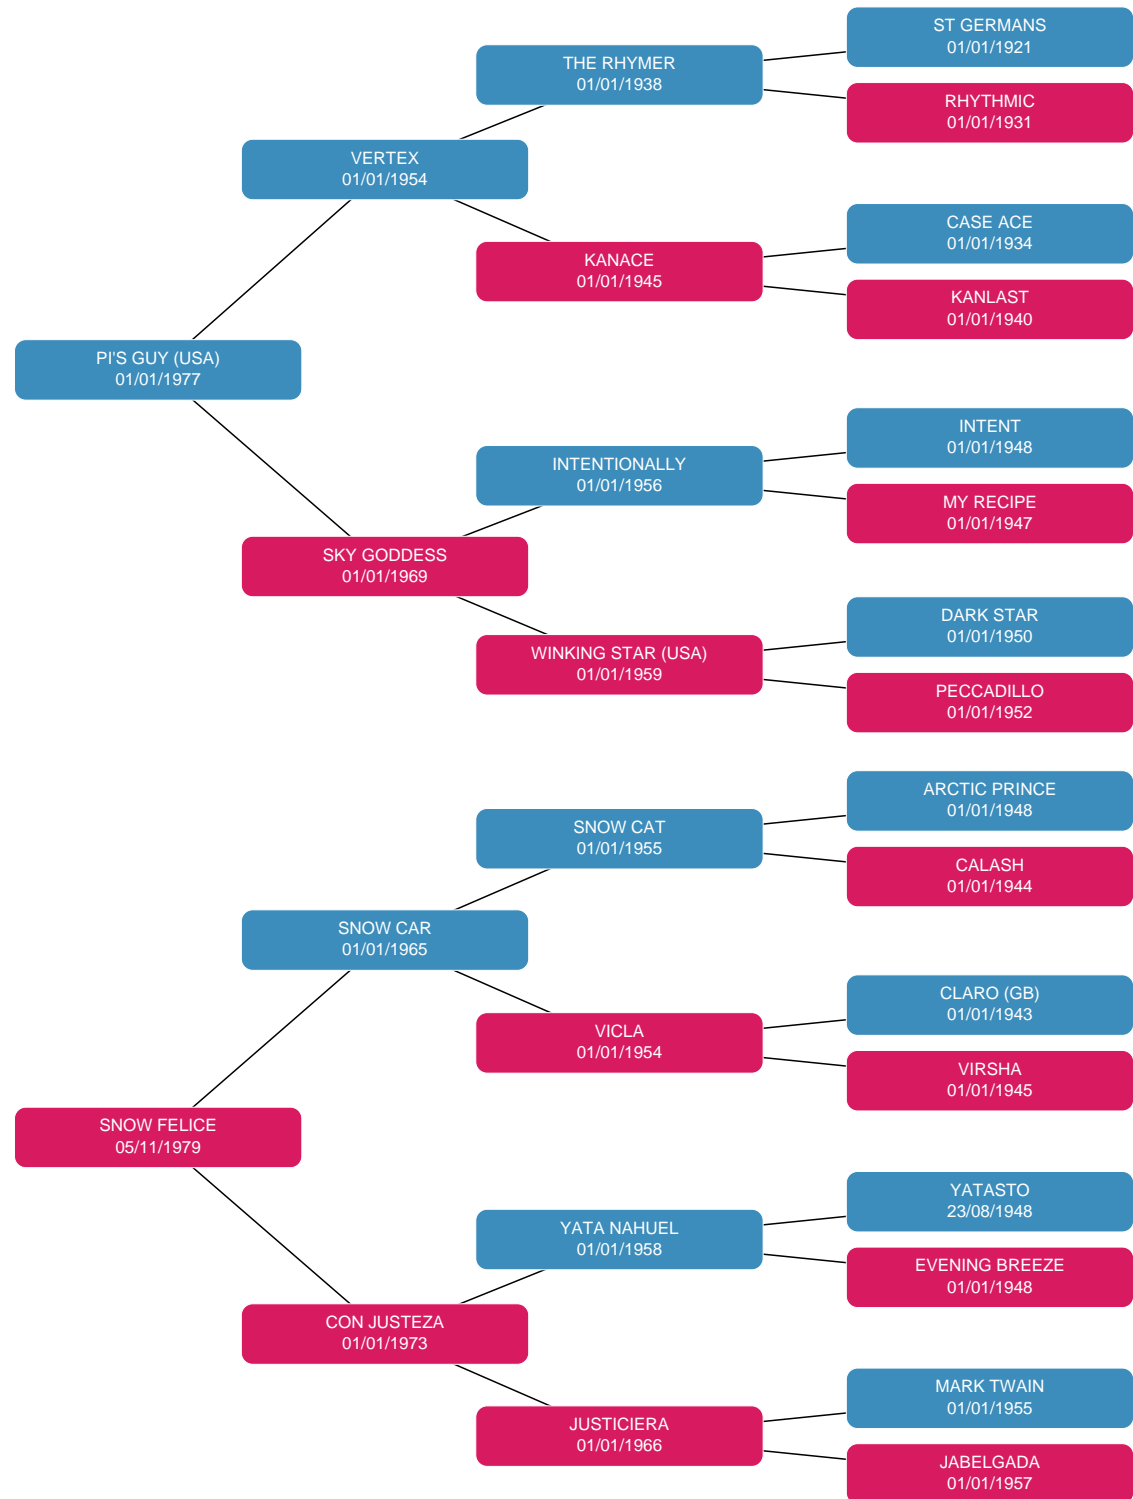 ST GERMANS
01/01/1921
THE RHYMER
01/01/1938
RHYTHMIC
01/01/1931
VERTEX
01/01/1954
CASE ACE
01/01/1934
KANACE
01/01/1945
KANLAST
01/01/1940
PI'S GUY (USA)
01/01/1977
INTENT
01/01/1948
INTENTIONALLY
01/01/1956
MY RECIPE
01/01/1947
SKY GODDESS
01/01/1969
DARK STAR
01/01/1950
WINKING STAR (USA)
01/01/1959
PECCADILLO
01/01/1952
ARCTIC PRINCE
01/01/1948
SNOW CAT
01/01/1955
CALASH
01/01/1944
SNOW CAR
01/01/1965
CLARO (GB)
01/01/1943
VICLA
01/01/1954
VIRSHA
01/01/1945
SNOW FELICE
05/11/1979
YATASTO
23/08/1948
YATA NAHUEL
01/01/1958
EVENING BREEZE
01/01/1948
CON JUSTEZA
01/01/1973
MARK TWAIN
01/01/1955
JUSTICIERA
01/01/1966
JABELGADA
01/01/1957